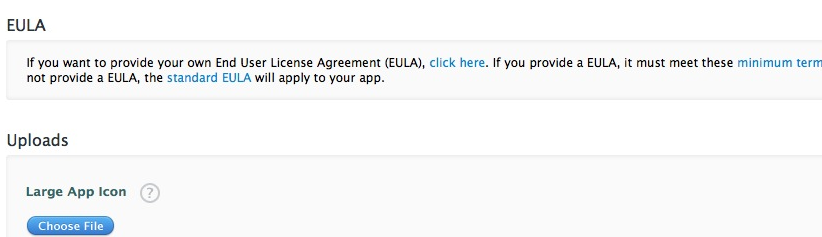 EULA
If you want to provide your own End User License Agreement (EULA), click here. If you provide a EULA, it must meet these minimum term
not provide a EULA, the standard EULA will apply to your app.
Uploads
Large App Icon ?
Choose File